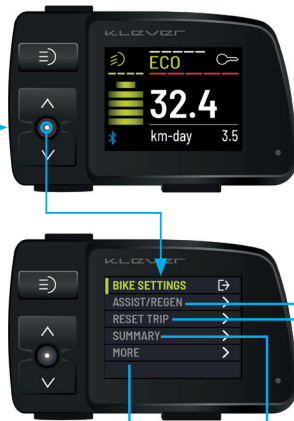 KLEVER
ECO
32.4
km-day 3.5
KLEVER
BIKE SETTINGS
ASSIST/REGEN
RESET TRIP
SUMMARY
MORE